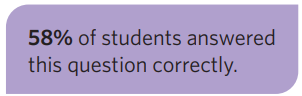 58% of students answered
this question correctly.